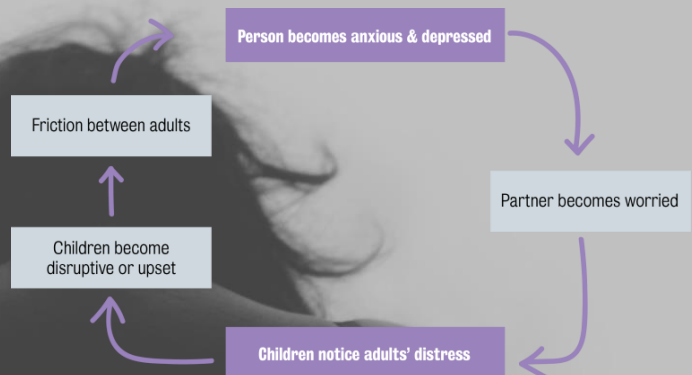 Person becomes anxious & depressed
Partner becomes worried
Children notice adults' distress
Children become
disruptive or upset
Friction between adults